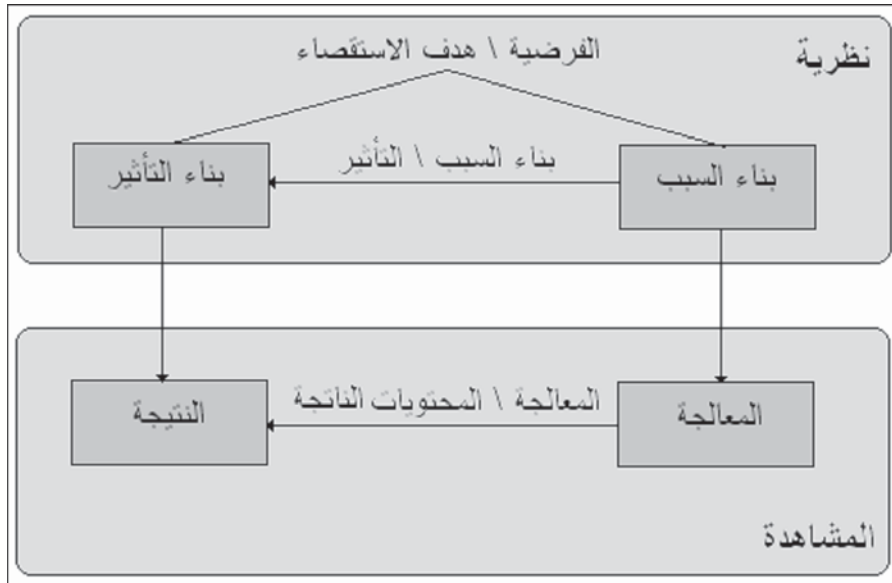 نظرية
الفرضية \ هدف الاستقصاء
بناء السبب
بناء السبب \ التأثير
بناء التأثير
المعالجة
المعالجة \ المحتويات الناتجة
النتيجة
المشاهدة